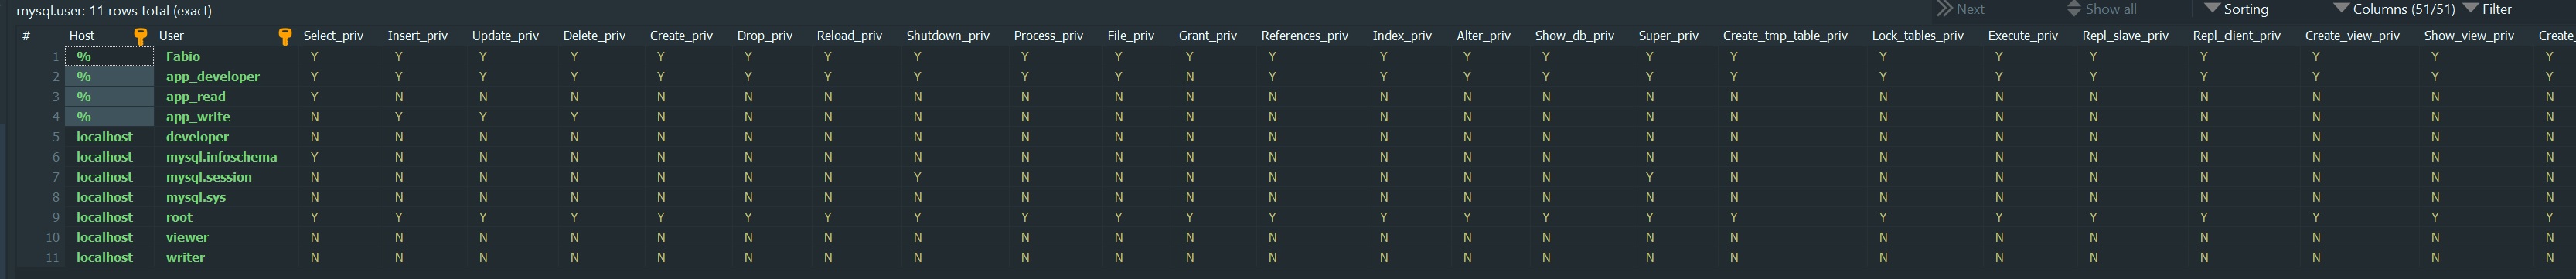 mysql.user: 11 rows total (exact) Next Show all Sorting Columns (51/51) Filter
# Host User Select_priv Insert_priv Update_priv Delete_priv Create_priv Drop_priv Reload_priv Shutdown_priv Process_priv File_priv Grant_priv References_priv Index_priv Alter_priv Show_db_priv Super_priv Create_tmp_table_priv Lock_tables_priv Execute_priv Repl_slave_priv Repl_client_priv Create_view_priv Show_view_priv Create_
1 % Fabio Y Y Y Y Y Y Y Y Y Y Y Y Y Y Y Y Y Y Y Y Y Y Y Y
2 % app_developer Y Y Y Y Y Y Y Y Y Y N Y Y Y Y Y Y Y Y Y Y Y Y Y
3 % app_read Y N N N N N N N N N N N N N N N N N N N N N N N
4 % app_write N Y Y Y N N N N N N N N N N N N N N N N N N N N
5 localhost developer N N N N N N N N N N N N N N N N N N N N N N N N
6 localhost mysql.infoschema Y N N N N N N N N N N N N N N N N N N N N N N N
7 localhost mysql.session N N N N N N N Y N N N N N N N Y N N N N N N N N
8 localhost mysql.sys N N N N N N N N N N N N N N N N N N N N N N N N
9 localhost root Y Y Y Y Y Y Y Y Y Y Y Y Y Y Y Y Y Y Y Y Y Y Y Y
10 localhost viewer N N N N N N N N N N N N N N N N N N N N N N N N
11 localhost writer N N N N N N N N N N N N N N N N N N N N N N N N